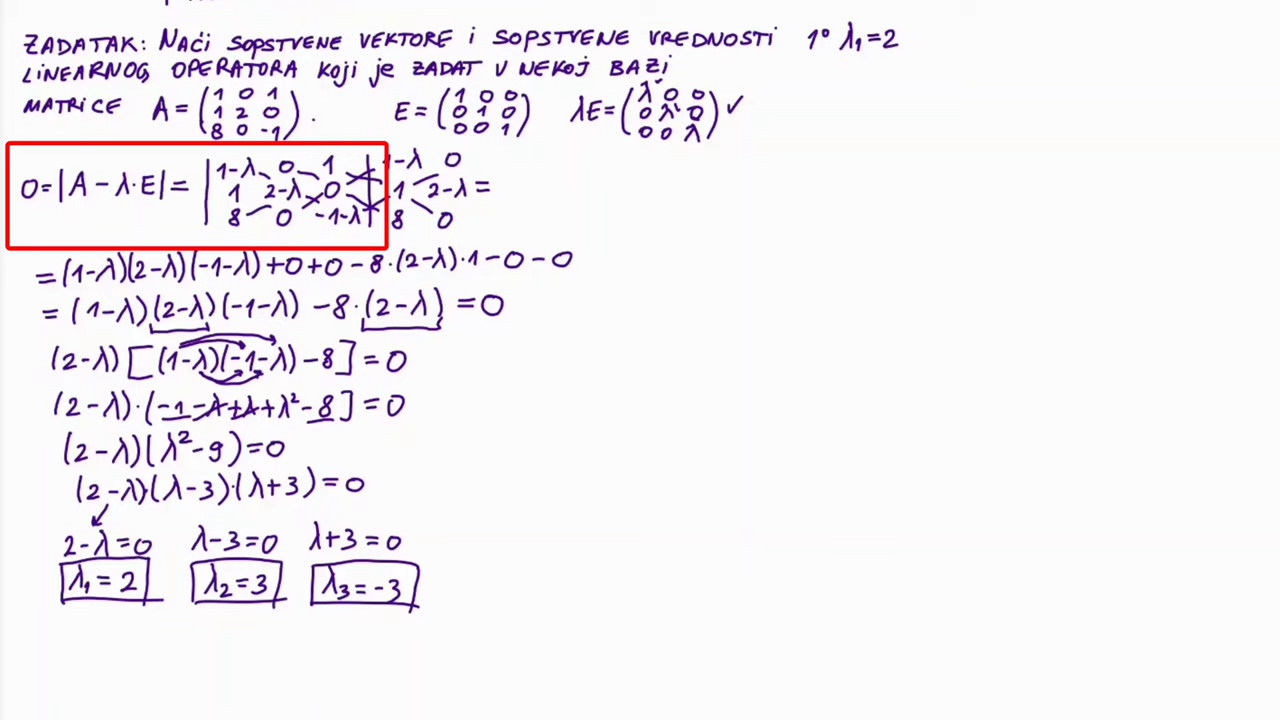 ZADATAK: NAĆI SOPSTVENE VEKTORE I SOPSTVENE VREDNOSTI 1° λ₁=2
LINEARNOG OPERATORA KOJI JE ZADAT U NEKOJ BAZI
MATRICE A = (1 0 1; 1 2 0; 8 0 -1). E = (1 0 0; 0 1 0; 0 0 1) λE = (λ 0 0; 0 λ 0; 0 0 λ) ✓
0=|A-λ·E|= |1-λ 0 1; 1 2-λ 0; 8 0 -1-λ| 1-λ 0; 1 2-λ; 8 0 =
=(1-λ)(2-λ)(-1-λ)+0+0-8·(2-λ)·1-0-0
=(1-λ)(2-λ)(-1-λ) -8·(2-λ) =0
(2-λ)[(1-λ)(-1-λ)-8]=0
(2-λ)·(-1-λ+λ+λ²-8]=0
(2-λ)(λ²-9)=0
(2-λ)(λ-3)·(λ+3)=0
2-λ=0 λ-3=0 λ+3=0
λ₁=2 λ₂=3 λ₃=-3